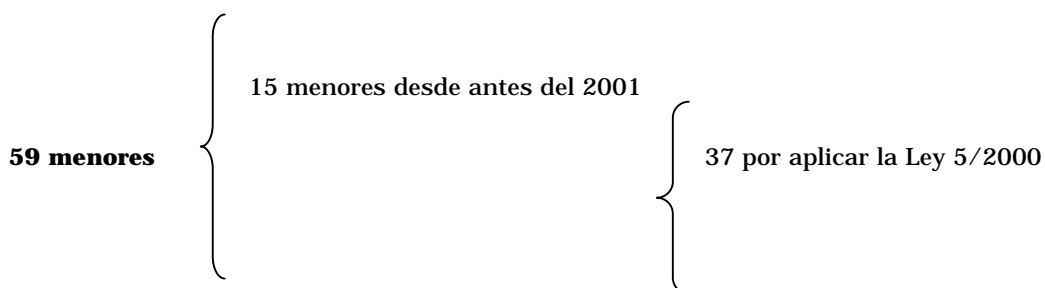 15 menores desde antes del 2001
59 menores
37 por aplicar la Ley 5/2000